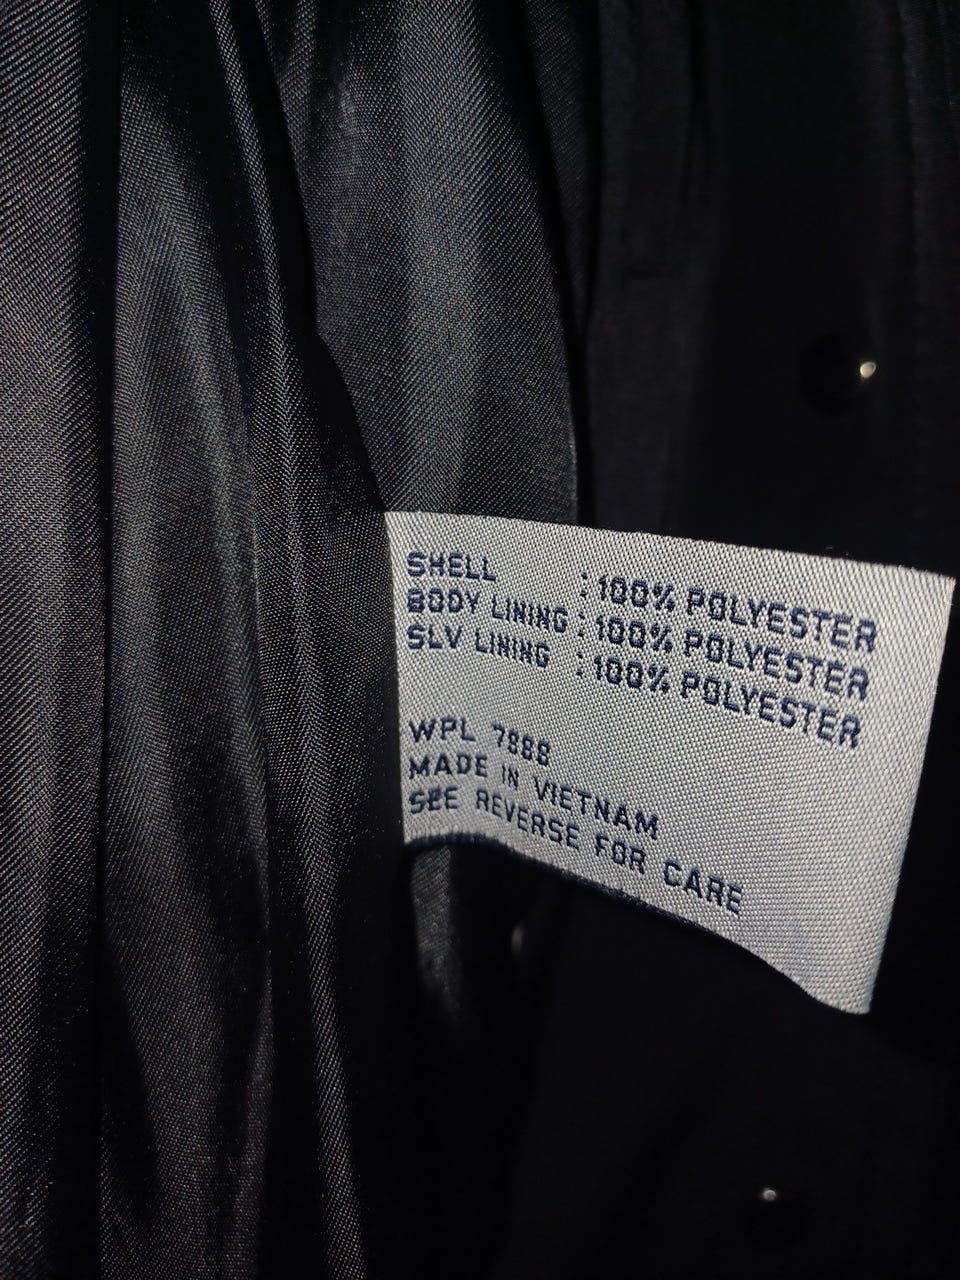 SHELL : 100% POLYESTER
BODY LINING : 100% POLYESTER
SLV LINING : 100% POLYESTER
WPL 7888
MADE IN VIETNAM
SEE REVERSE FOR CARE